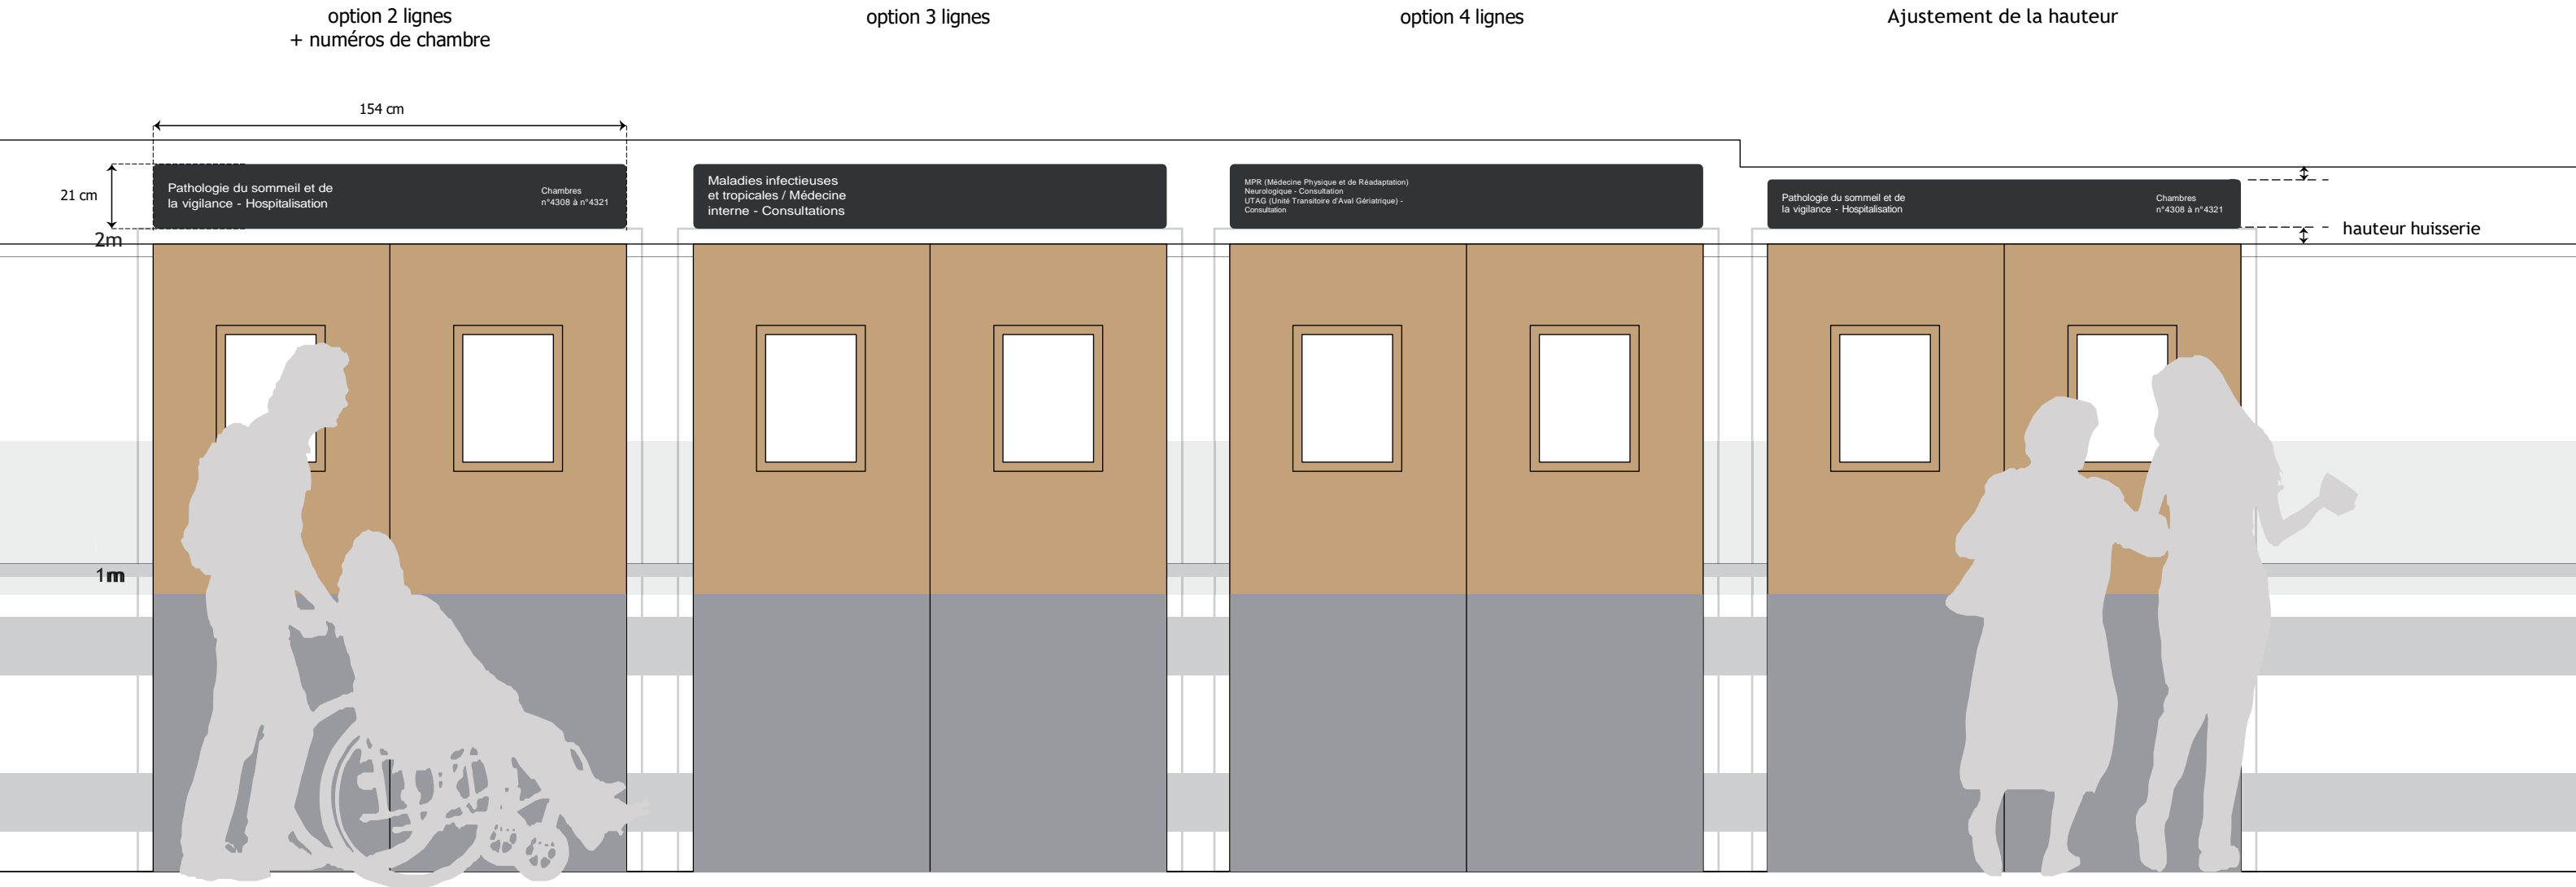 option 2 lignes
+ numéros de chambre
option 3 lignes
option 4 lignes
Ajustement de la hauteur
154 cm
21 cm
Pathologie du sommeil et de
la vigilance - Hospitalisation
Chambres
n°4308 à n°4321
Maladies infectieuses
et tropicales / Médecine
interne - Consultations
MPR (Médecine Physique et de Réadaptation)
Neurologique - Consultation
UTAG (Unité Transitoire d'Aval Gériatrique) -
Consultation
Pathologie du sommeil et de
la vigilance - Hospitalisation
Chambres
n°4308 à n°4321
hauteur huisserie
2m
1m